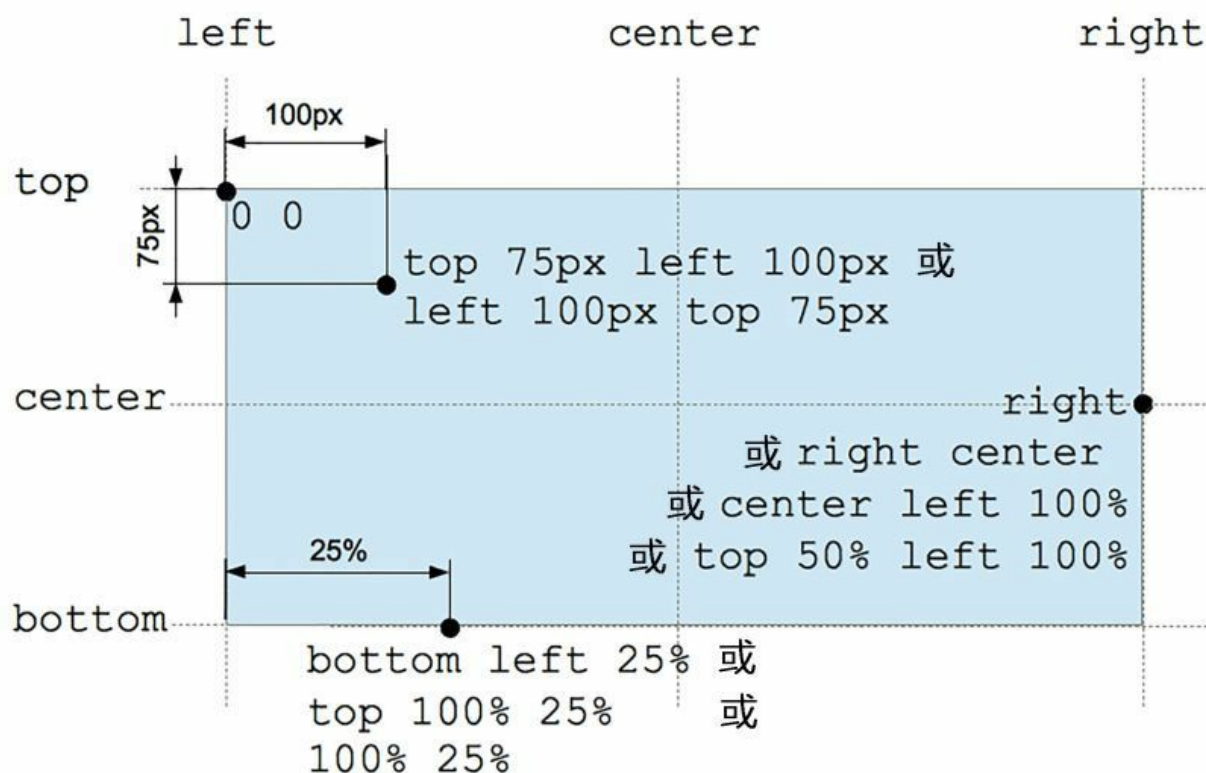 left center right
100px
top
75px
0 0
top 75px left 100px 或
left 100px top 75px
center
right
或 right center
或 center left 100%
或 top 50% left 100%
25%
bottom
bottom left 25% 或
top 100% 25% 或
100% 25%